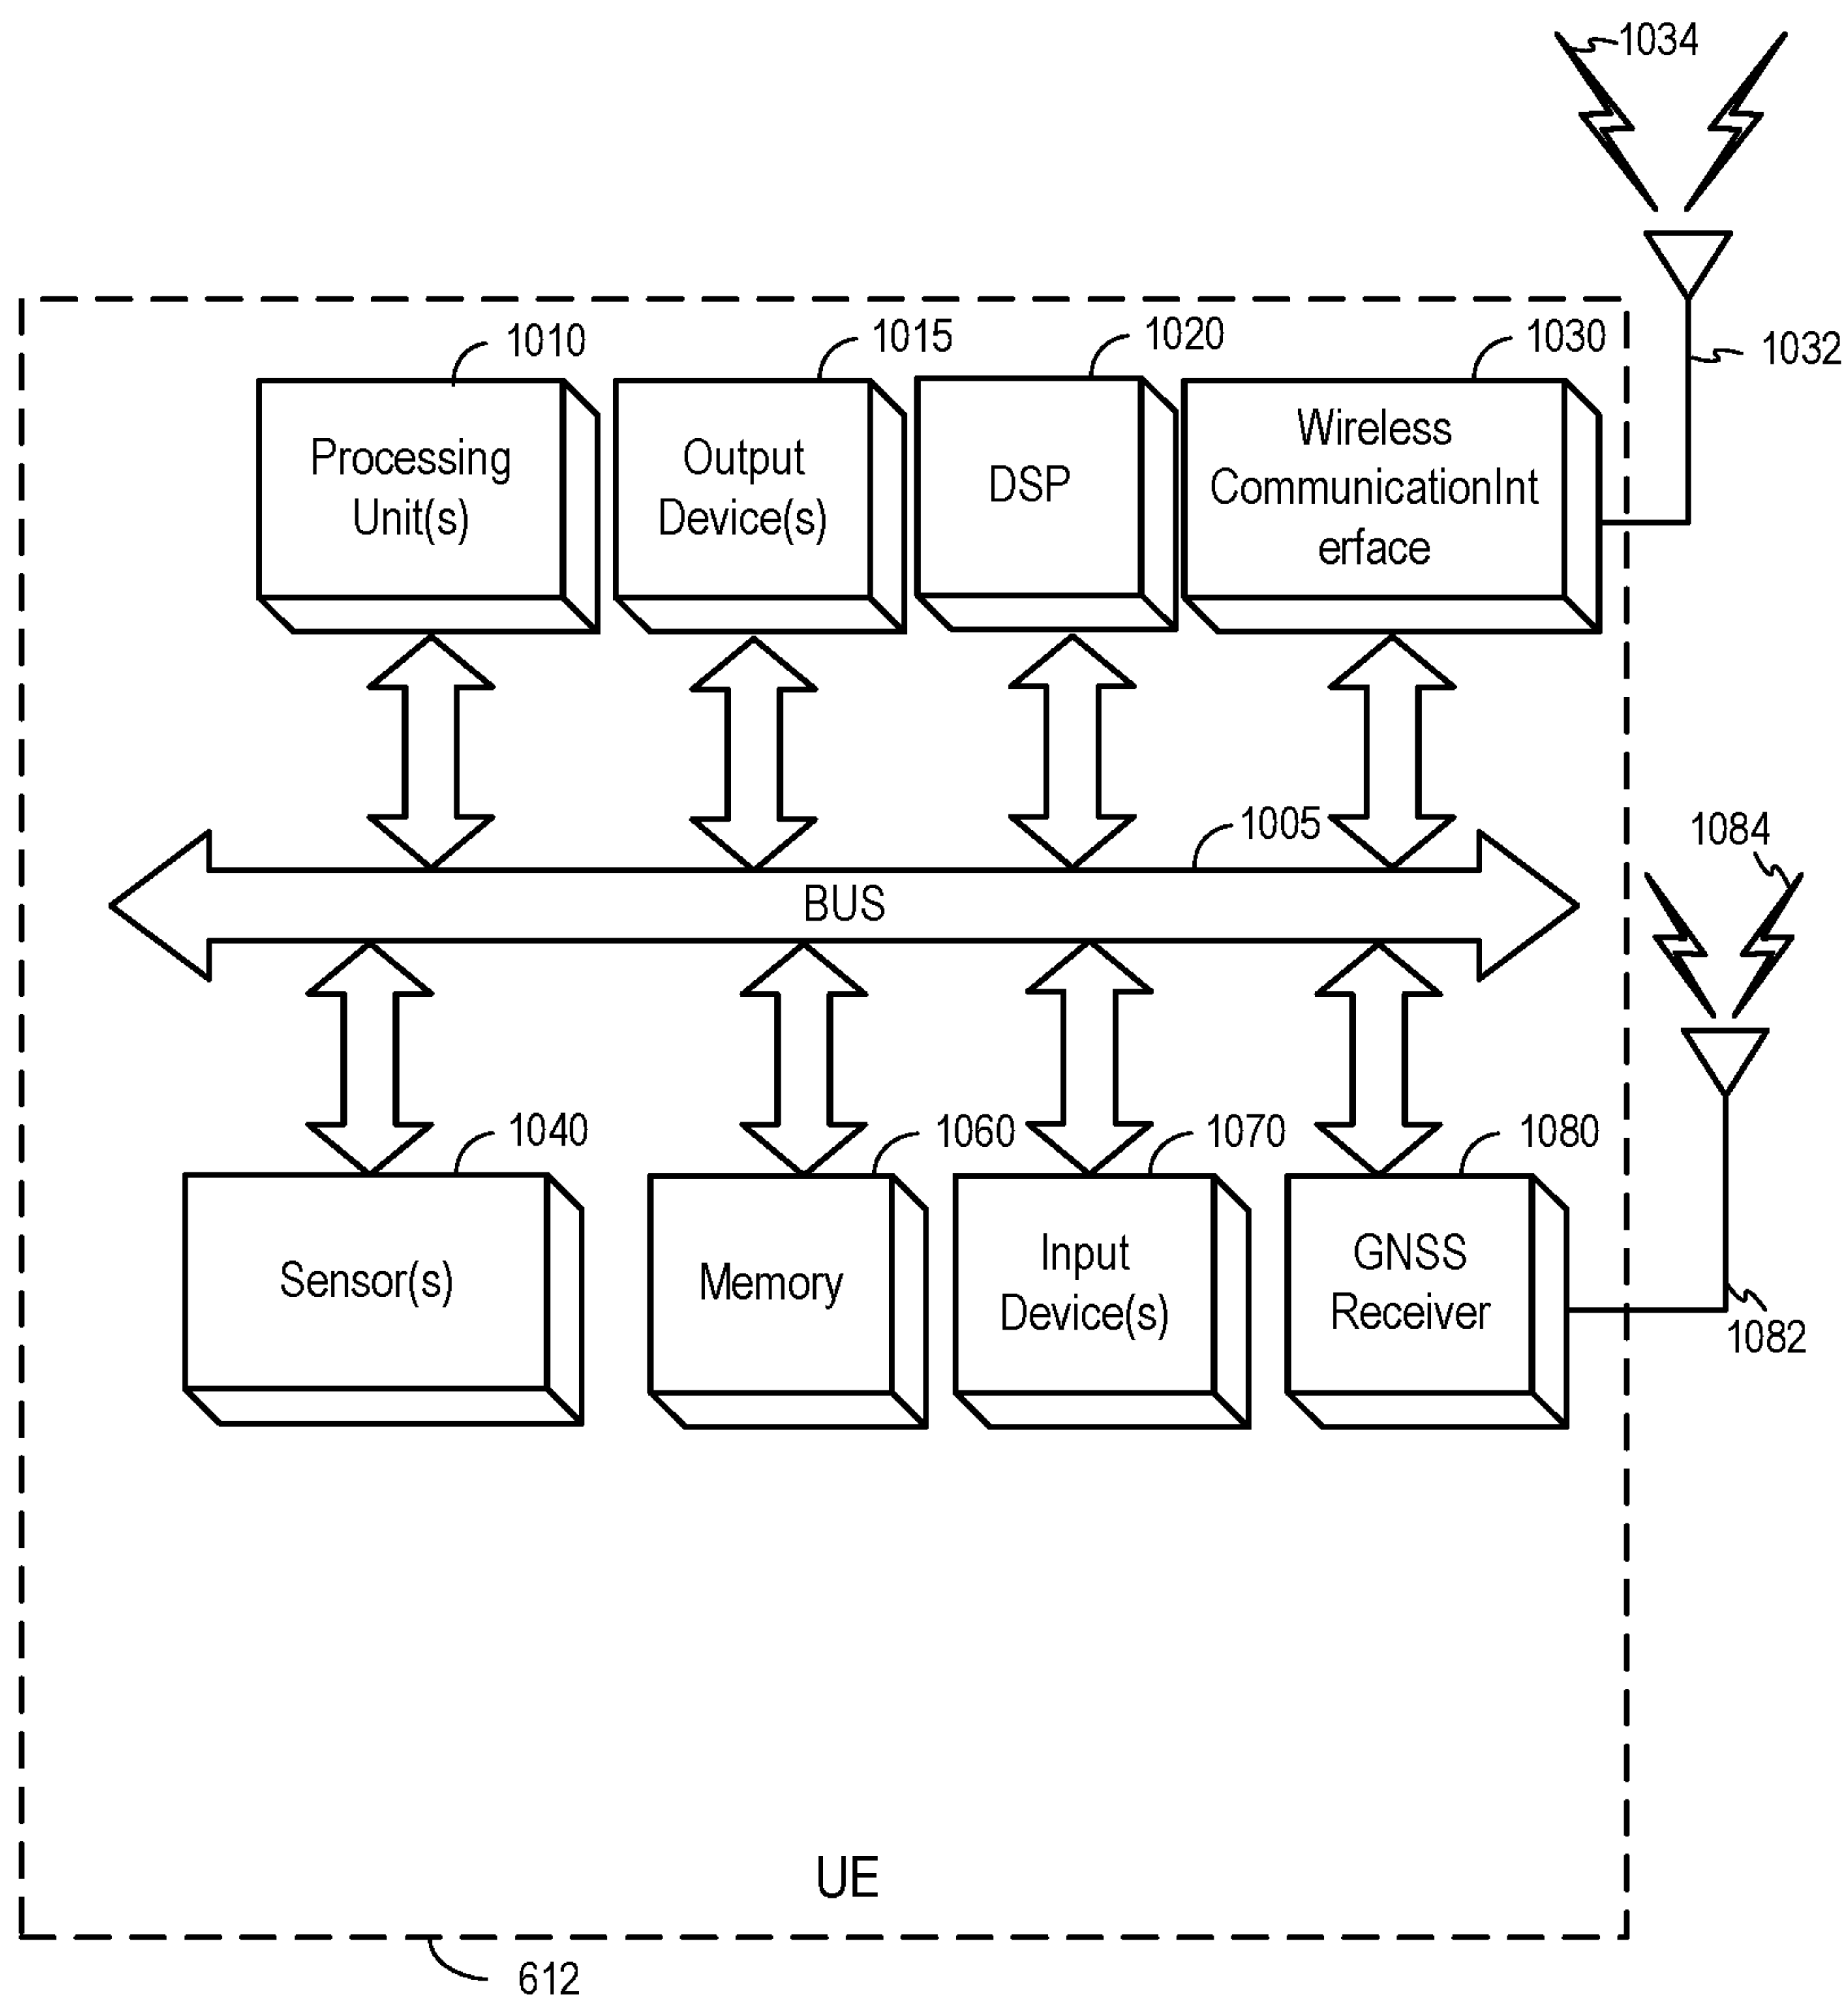 1034
1032
1010
1015
1020
1030
Processing
Unit(s)
Output
Device(s)
DSP
Wireless
CommunicationInt
erface
1005
BUS
1084
1040
1060
1070
1080
Sensor(s)
Memory
Input
Device(s)
GNSS
Receiver
1082
UE
612